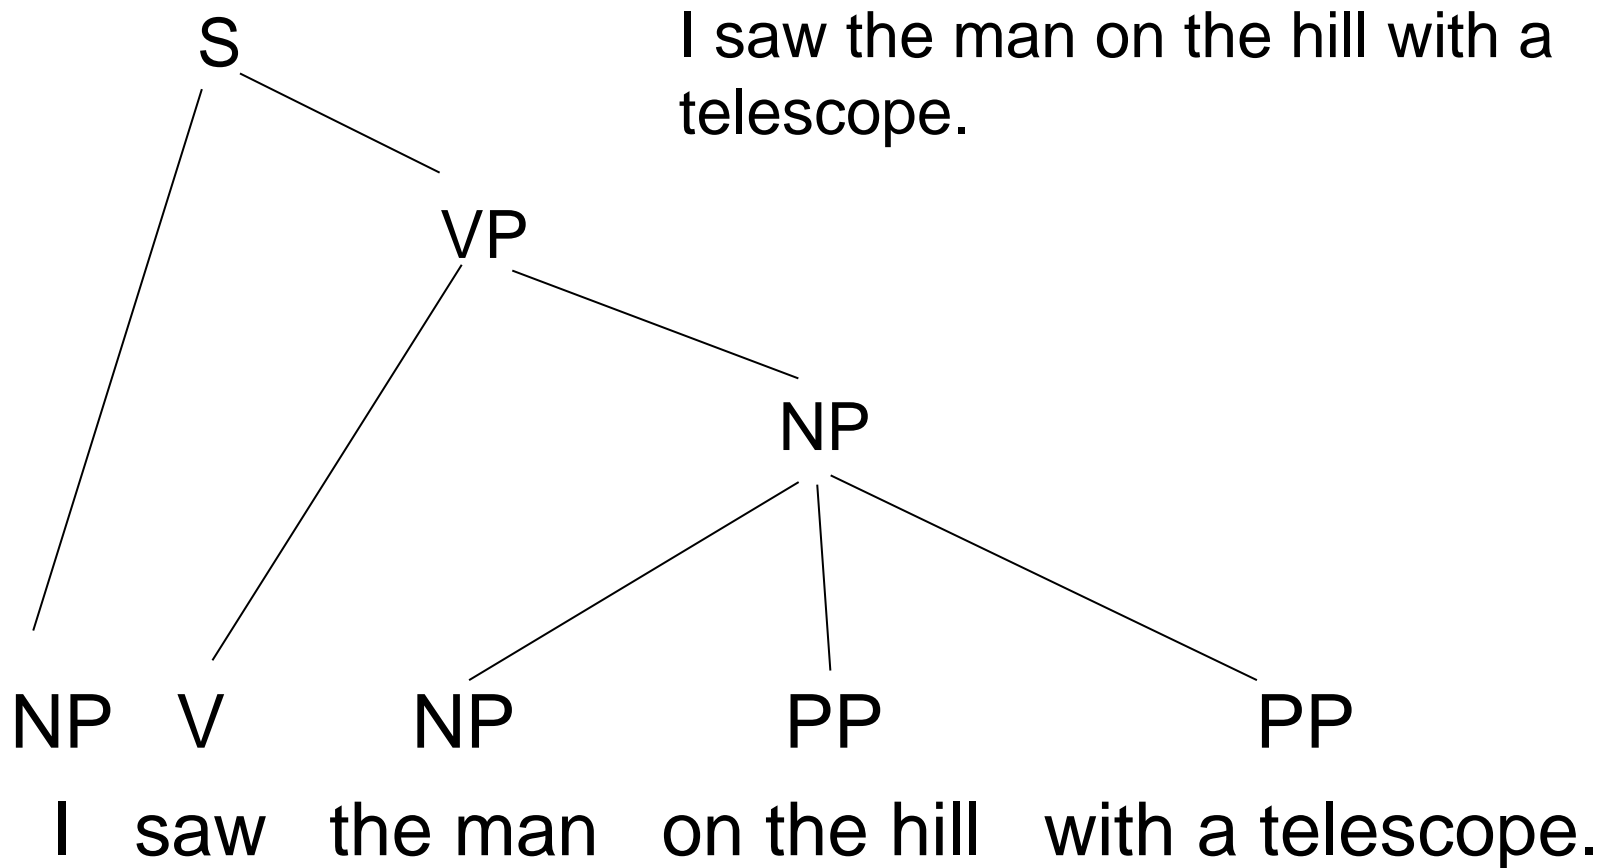 S
I saw the man on the hill with a
telescope.
VP
NP
NP V NP PP PP
I saw the man on the hill with a telescope.